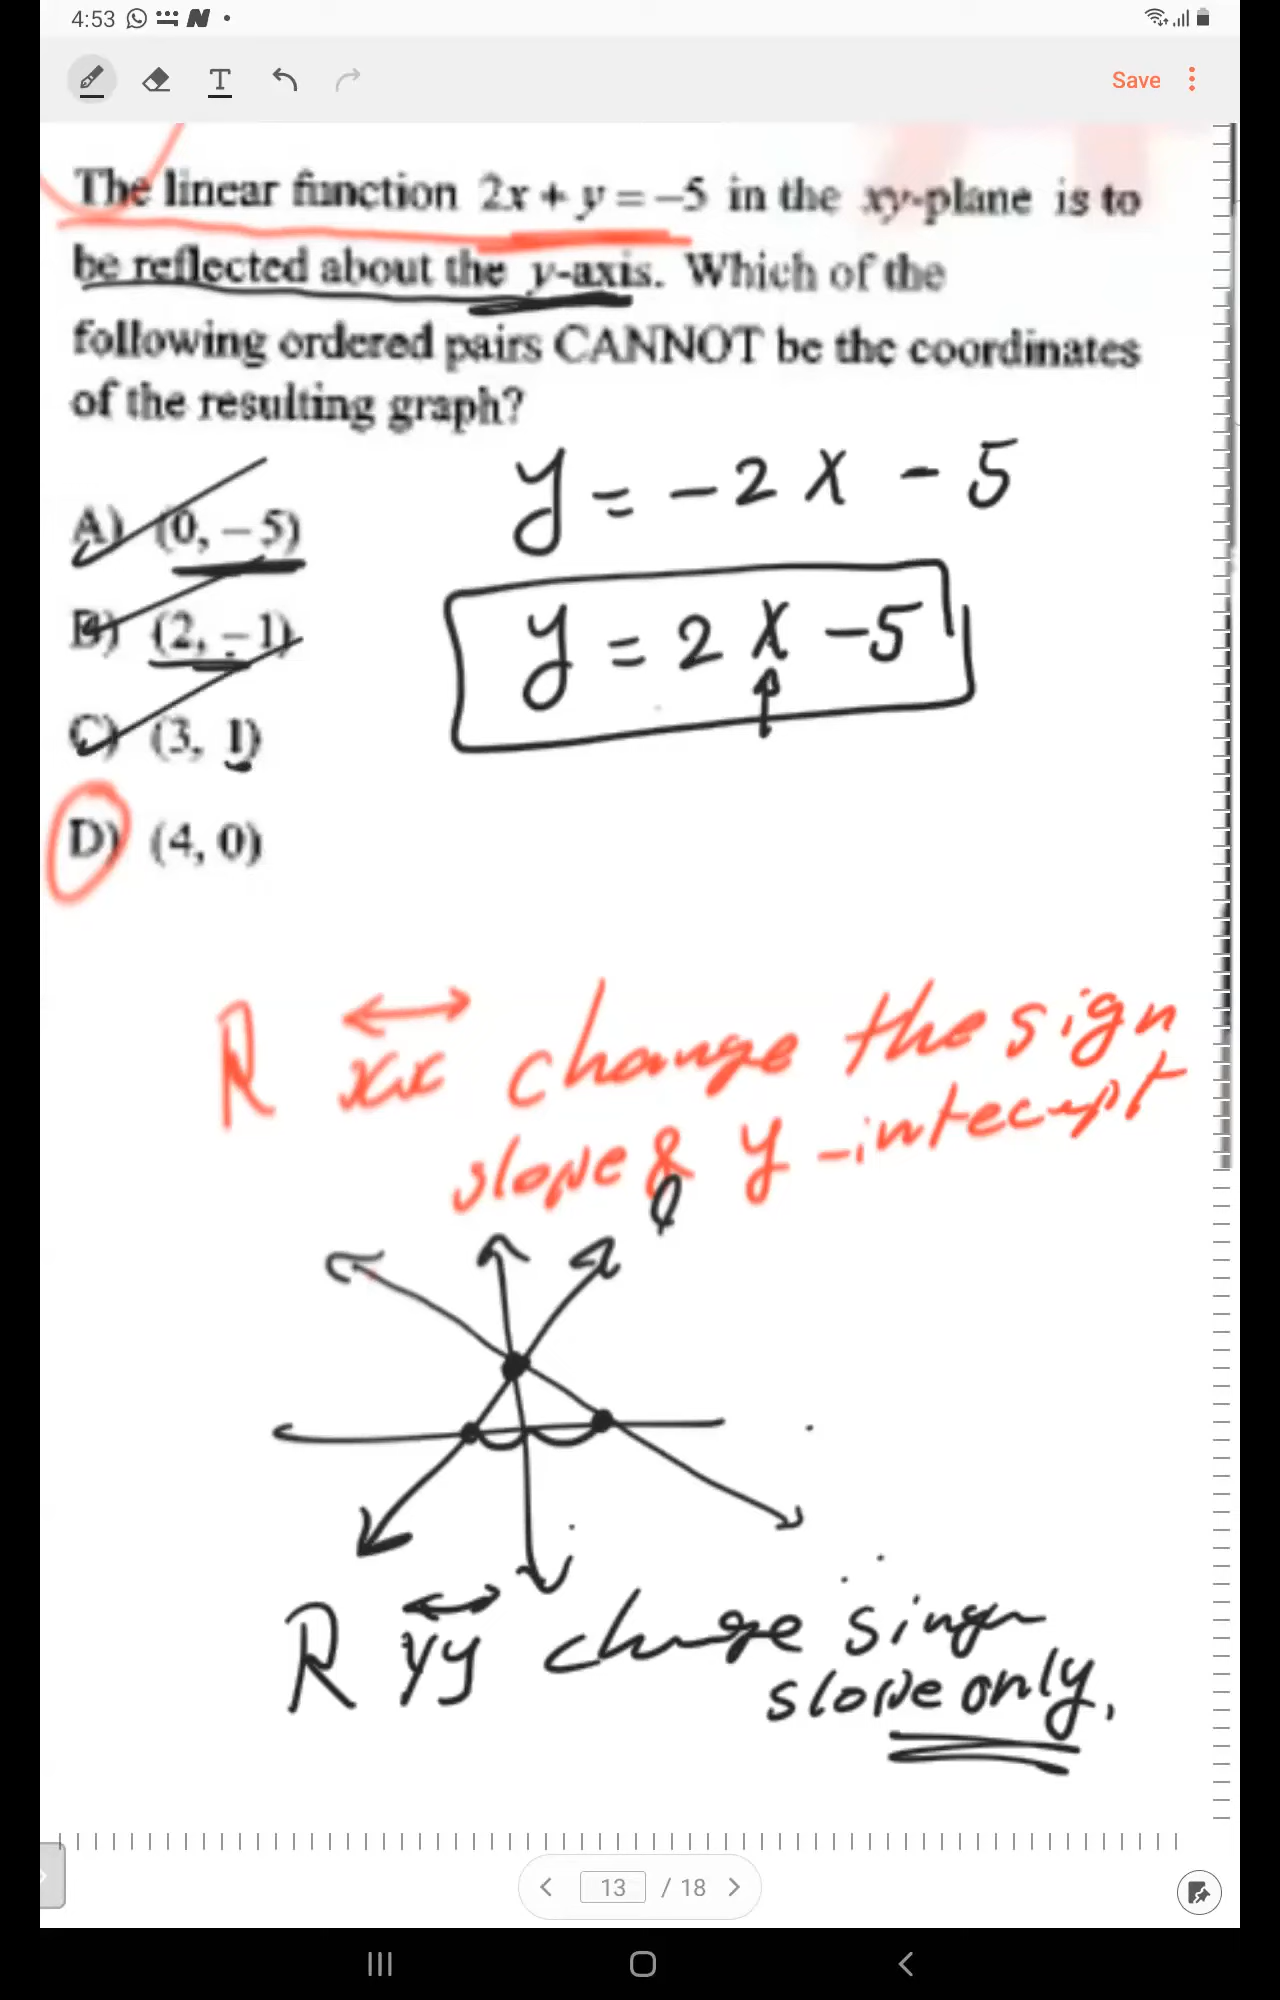 4:53
Save
The linear function 2x + y = −5 in the xy-plane is to
be reflected about the y-axis. Which of the
following ordered pairs CANNOT be the coordinates
of the resulting graph?
y = -2x - 5
A) (0, −5)
y = 2x - 5
B) (2, −1)
C) (3, 1)
D) (4, 0)
R xx change the sign
slope & y-intecept
R yy change
slope only.
13 / 18